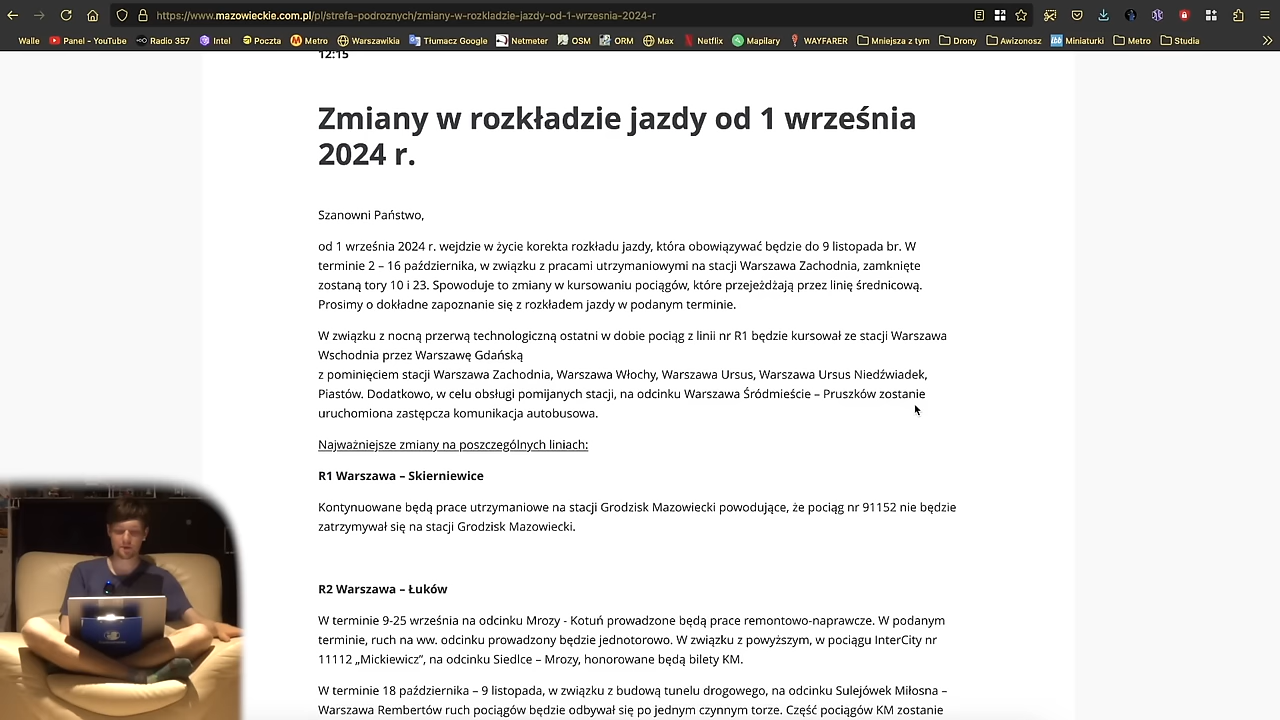 https://www.mazowieckie.com.pl/pl/strefa-podroznych/zmiany-w-rozkladzie-jazdy-od-1-wrzesnia-2024-r
Walle Panel - YouTube Radio 357 Intel Poczta Metro Warszawikia Tłumacz Google Netmeter OSM ORM Max Netflix Mapilary WAYFARER Mniejsza z tym Drony Awizonosz Miniaturki Metro Studia
12:15
Zmiany w rozkładzie jazdy od 1 września
2024 r.
Szanowni Państwo,
od 1 września 2024 r. wejdzie w życie korekta rozkładu jazdy, która obowiązywać będzie do 9 listopada br. W
terminie 2 – 16 października, w związku z pracami utrzymaniowymi na stacji Warszawa Zachodnia, zamknięte
zostaną tory 10 i 23. Spowoduje to zmiany w kursowaniu pociągów, które przejeżdżają przez linię średnicową.
Prosimy o dokładne zapoznanie się z rozkładem jazdy w podanym terminie.
W związku z nocną przerwą technologiczną ostatni w dobie pociąg z linii nr R1 będzie kursował ze stacji Warszawa
Wschodnia przez Warszawę Gdańską
z pominięciem stacji Warszawa Zachodnia, Warszawa Włochy, Warszawa Ursus, Warszawa Ursus Niedźwiadek,
Piastów. Dodatkowo, w celu obsługi pomijanych stacji, na odcinku Warszawa Śródmieście – Pruszków zostanie
uruchomiona zastępcza komunikacja autobusowa.
Najważniejsze zmiany na poszczególnych liniach:
R1 Warszawa – Skierniewice
Kontynuowane będą prace utrzymaniowe na stacji Grodzisk Mazowiecki powodujące, że pociąg nr 91152 nie będzie
zatrzymywał się na stacji Grodzisk Mazowiecki.
R2 Warszawa – Łuków
W terminie 9-25 września na odcinku Mrozy - Kotuń prowadzone będą prace remontowo-naprawcze. W podanym
terminie, ruch na ww. odcinku prowadzony będzie jednotorowo. W związku z powyższym, w pociągu InterCity nr
11112 „Mickiewicz”, na odcinku Siedlce – Mrozy, honorowane będą bilety KM.
W terminie 18 października – 9 listopada, w związku z budową tunelu drogowego, na odcinku Sulejówek Miłosna –
Warszawa Rembertów ruch pociągów będzie odbywał się po jednym czynnym torze. Część pociągów KM zostanie